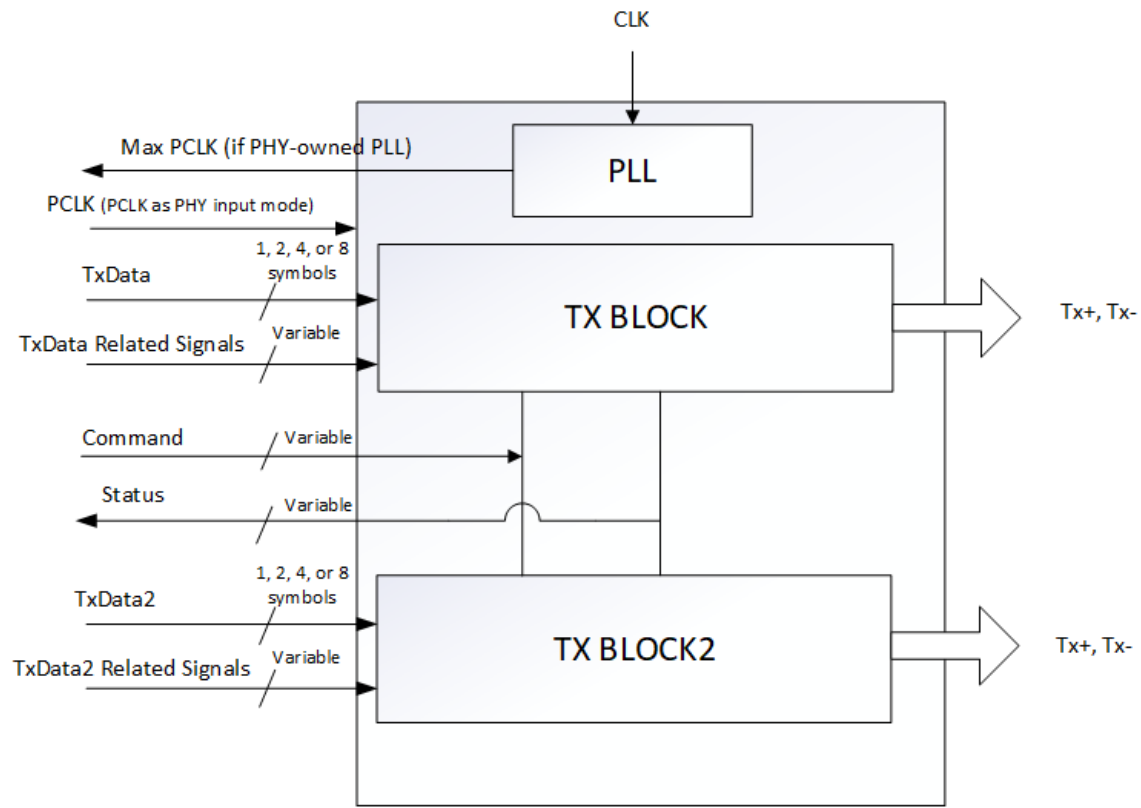 CLK
Max PCLK (if PHY-owned PLL)
PLL
PCLK (PCLK as PHY input mode)
1, 2, 4, or 8
symbols
TxData
TX BLOCK
Tx+, Tx-
TxData Related Signals
Variable
Command
Variable
Status
Variable
1, 2, 4, or 8
symbols
TxData2
TX BLOCK2
Tx+, Tx-
TxData2 Related Signals
Variable